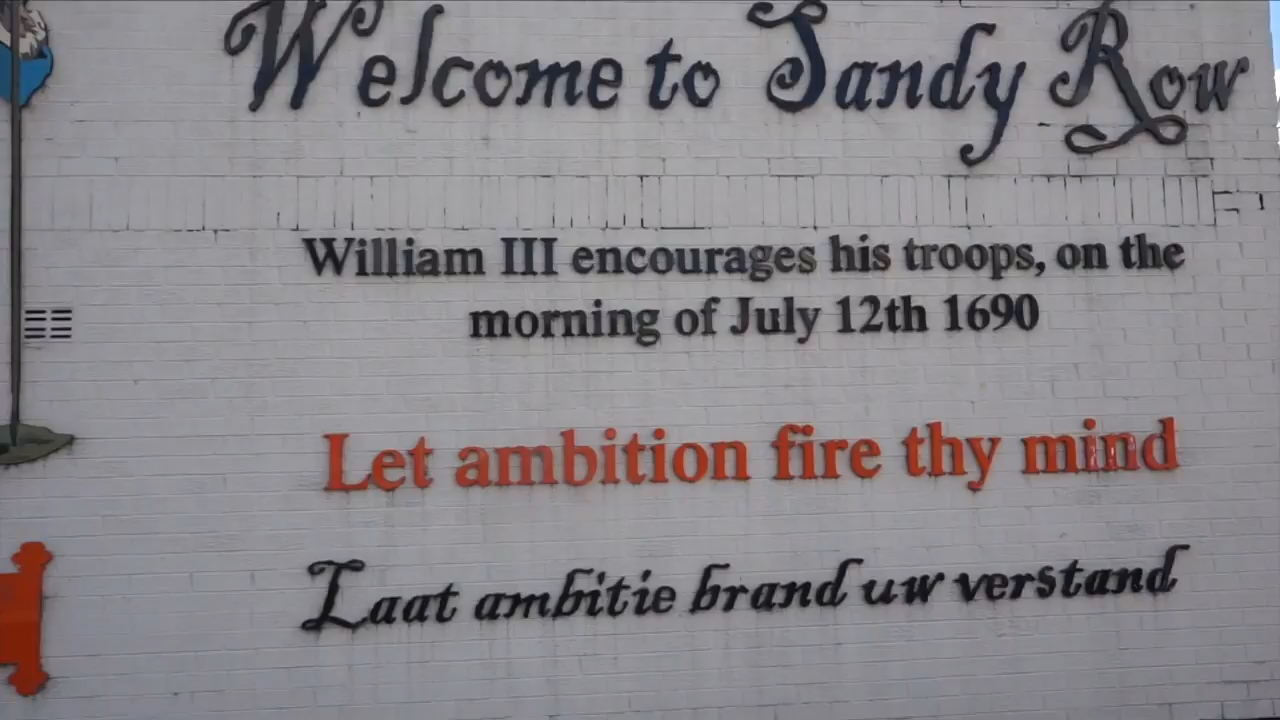 Welcome to Sandy Row
William III encourages his troops, on the
morning of July 12th 1690
Let ambition fire thy mind
Laat ambitie brand uw verstand